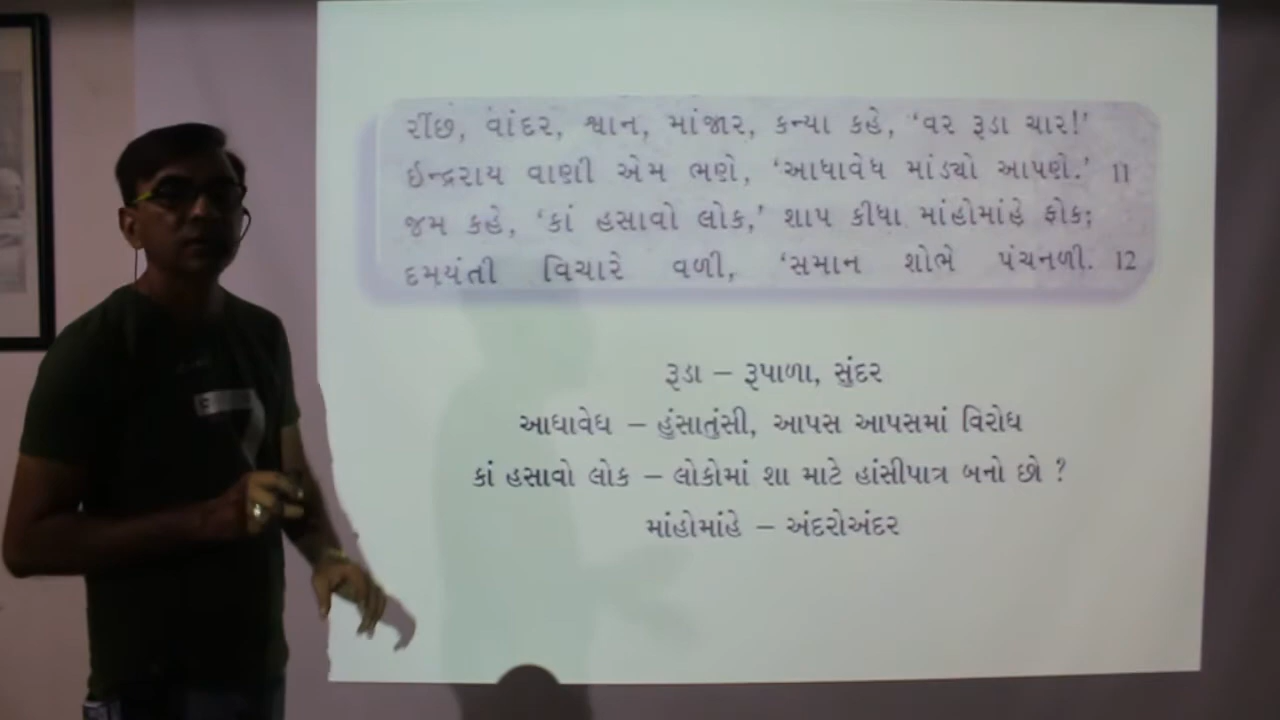 રીંછ, વાંદર, શ્વાન, માંજાર, કન્યા કહે, ‘વર રૂડા ચાર!’
ઈન્દ્રરાય વાણી એમ ભણે, ‘આધાવેધ માંડ્યો આપણે.’ 11
જમ કહે, ‘કાં હસાવો લોક,’ શાપ કીધા માંહોમાંહે ફોક;
દમયંતી વિચારે વળી, ‘સમાન શોભે પંચનળી. 12
રૂડા – રૂપાળા, સુંદર
આધાવેધ – હુંસાતુંસી, આપસ આપસમાં વિરોધ
કાં હસાવો લોક – લોકોમાં શા માટે હાંસીપાત્ર બનો છો ?
માંહોમાંહે – અંદરોઅંદર